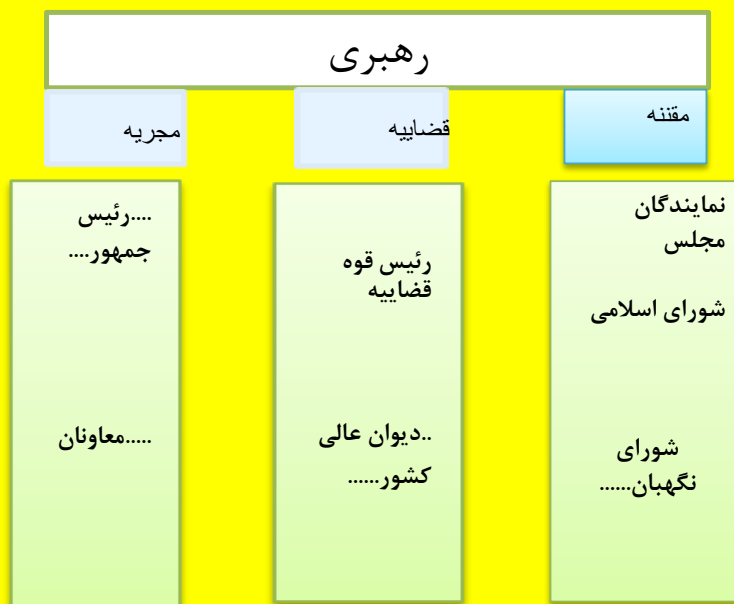 رهبری
مقننه
قضاییه
مجریه
نمایندگان
مجلس
شورای اسلامی
شورای
نگهبان......
رئیس قوه
قضاییه
..دیوان عالی
کشور......
....رئیس
جمهور....
.....معاونان